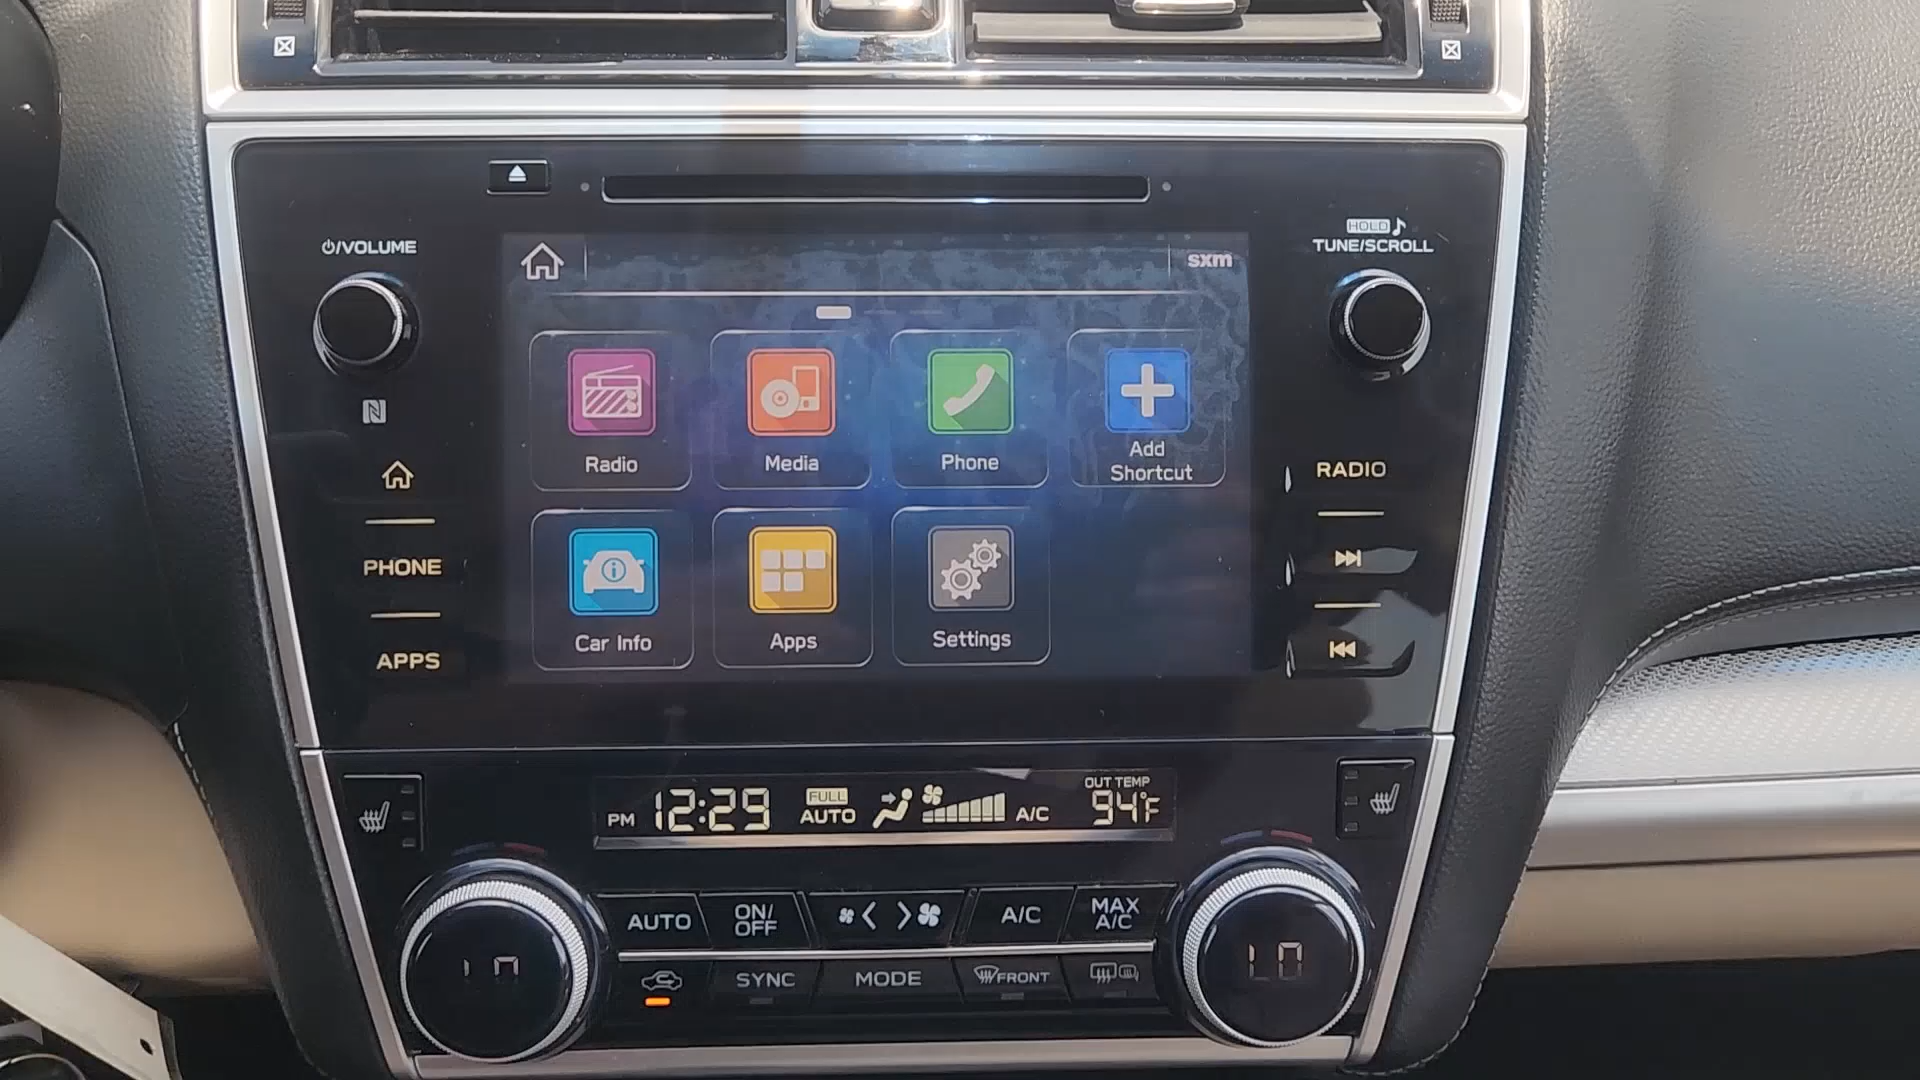 ⏻/VOLUME
HOLD♪
TUNE/SCROLL
sxm
Radio
Media
Phone
Add
Shortcut
Car Info
Apps
Settings
PHONE
APPS
RADIO
PM 12:29
FULL
AUTO
A/C
OUT TEMP
94°F
AUTO
ON/
OFF
A/C
MAX
A/C
SYNC
MODE
FRONT
LO